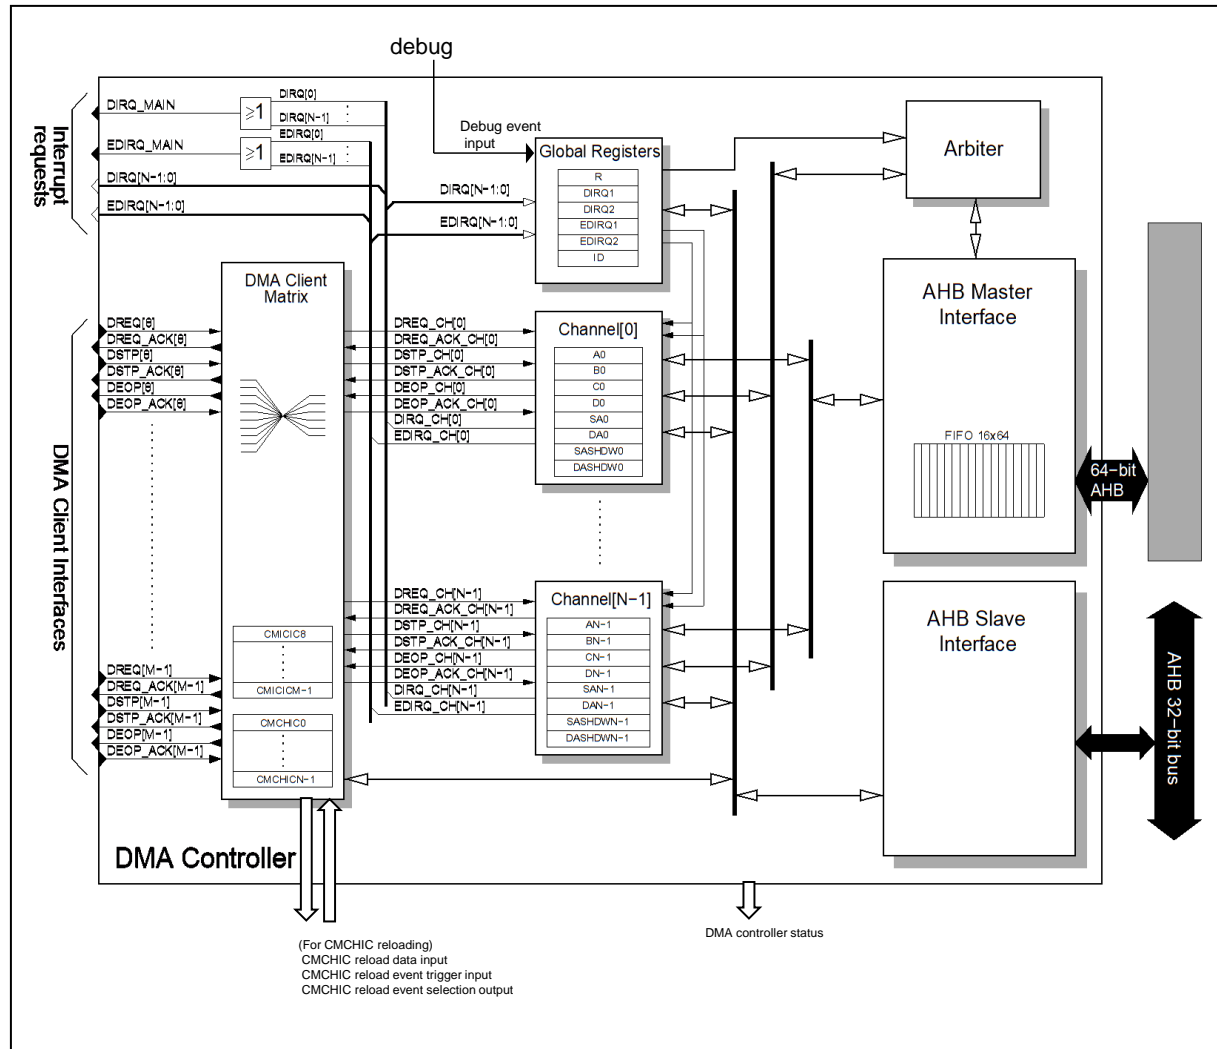 debug
DIRQ_MAIN
≥1
DIRQ[0]
DIRQ[N-1]
EDIRQ_MAIN
≥1
EDIRQ[0]
EDIRQ[N-1]
DIRQ[N-1:0]
EDIRQ[N-1:0]
Interrupt
requests
Debug event
input
DIRQ[N-1:0]
EDIRQ[N-1:0]
Global Registers
R
DIRQ1
DIRQ2
EDIRQ1
EDIRQ2
ID
Arbiter
DMA Client Interfaces
DREQ[8]
DREQ_ACK[8]
DSTP[8]
DSTP_ACK[8]
DEOP[8]
DEOP_ACK[8]
DREQ[M-1]
DREQ_ACK[M-1]
DSTP[M-1]
DSTP_ACK[M-1]
DEOP[M-1]
DEOP_ACK[M-1]
DMA Client
Matrix
CMICIC8
CMICICM-1
CMCHIC0
CMCHICN-1
DREQ_CH[0]
DREQ_ACK_CH[0]
DSTP_CH[0]
DSTP_ACK_CH[0]
DEOP_CH[0]
DEOP_ACK_CH[0]
DIRQ_CH[0]
EDIRQ_CH[0]
Channel[0]
A0
B0
C0
D0
SA0
DA0
SASHDW0
DASHDW0
DREQ_CH[N-1]
DREQ_ACK_CH[N-1]
DSTP_CH[N-1]
DSTP_ACK_CH[N-1]
DEOP_CH[N-1]
DEOP_ACK_CH[N-1]
DIRQ_CH[N-1]
EDIRQ_CH[N-1]
Channel[N-1]
AN-1
BN-1
CN-1
DN-1
SAN-1
DAN-1
SASHDWN-1
DASHDWN-1
AHB Master
Interface
FIFO 16x64
64-bit
AHB
AHB Slave
Interface
AHB 32-bit bus
DMA Controller
(For CMCHIC reloading)
CMCHIC reload data input
CMCHIC reload event trigger input
CMCHIC reload event selection output
DMA controller status